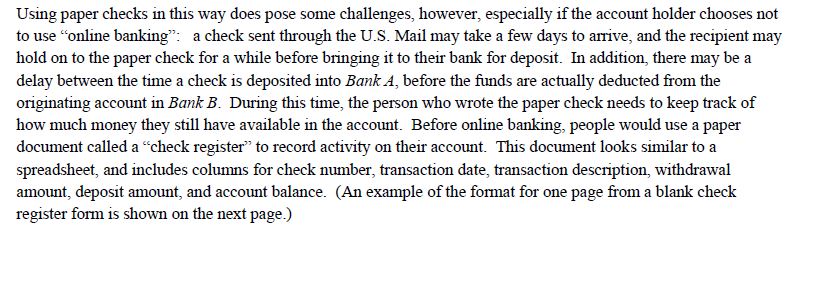 Using paper checks in this way does pose some challenges, however, especially if the account holder chooses not
to use “online banking”:   a check sent through the U.S. Mail may take a few days to arrive, and the recipient may
hold on to the paper check for a while before bringing it to their bank for deposit.  In addition, there may be a
delay between the time a check is deposited into Bank A, before the funds are actually deducted from the
originating account in Bank B.  During this time, the person who wrote the paper check needs to keep track of
how much money they still have available in the account.  Before online banking, people would use a paper
document called a “check register” to record activity on their account.  This document looks similar to a
spreadsheet, and includes columns for check number, transaction date, transaction description, withdrawal
amount, deposit amount, and account balance.  (An example of the format for one page from a blank check
register form is shown on the next page.)